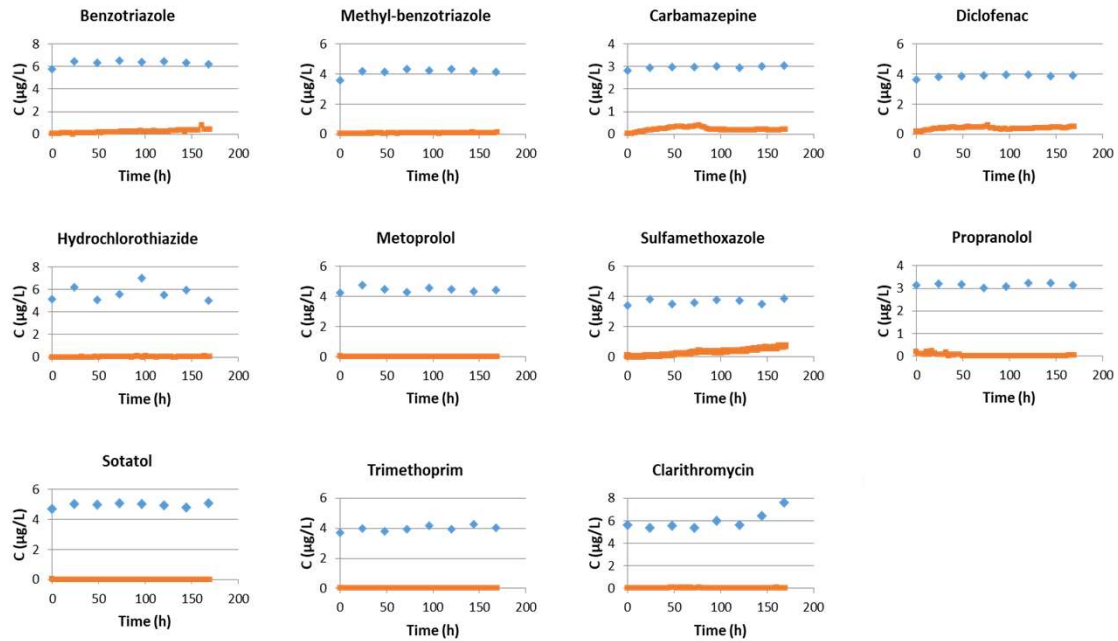 Benzotriazole
8
6
4
2
0
C (µg/L)
0 50 100 150 200
Time (h)
Methyl-benzotriazole
6
4
2
0
C (µg/L)
0 50 100 150 200
Time (h)
Carbamazepine
4
3
2
1
0
C (µg/L)
0 50 100 150 200
Time (h)
Diclofenac
6
4
2
0
C (µg/L)
0 50 100 150 200
Time (h)
Hydrochlorothiazide
8
6
4
2
0
C (µg/L)
0 50 100 150 200
Time (h)
Metoprolol
6
4
2
0
C (µg/L)
0 50 100 150 200
Time (h)
Sulfamethoxazole
6
4
2
0
C (µg/L)
0 50 100 150 200
Time (h)
Propranolol
4
3
2
1
0
C (µg/L)
0 50 100 150 200
Time (h)
Sotatol
6
4
2
0
C (µg/L)
0 50 100 150 200
Time (h)
Trimethoprim
6
4
2
0
C (µg/L)
0 50 100 150 200
Time (h)
Clarithromycin
8
6
4
2
0
C (µg/L)
0 50 100 150 200
Time (h)